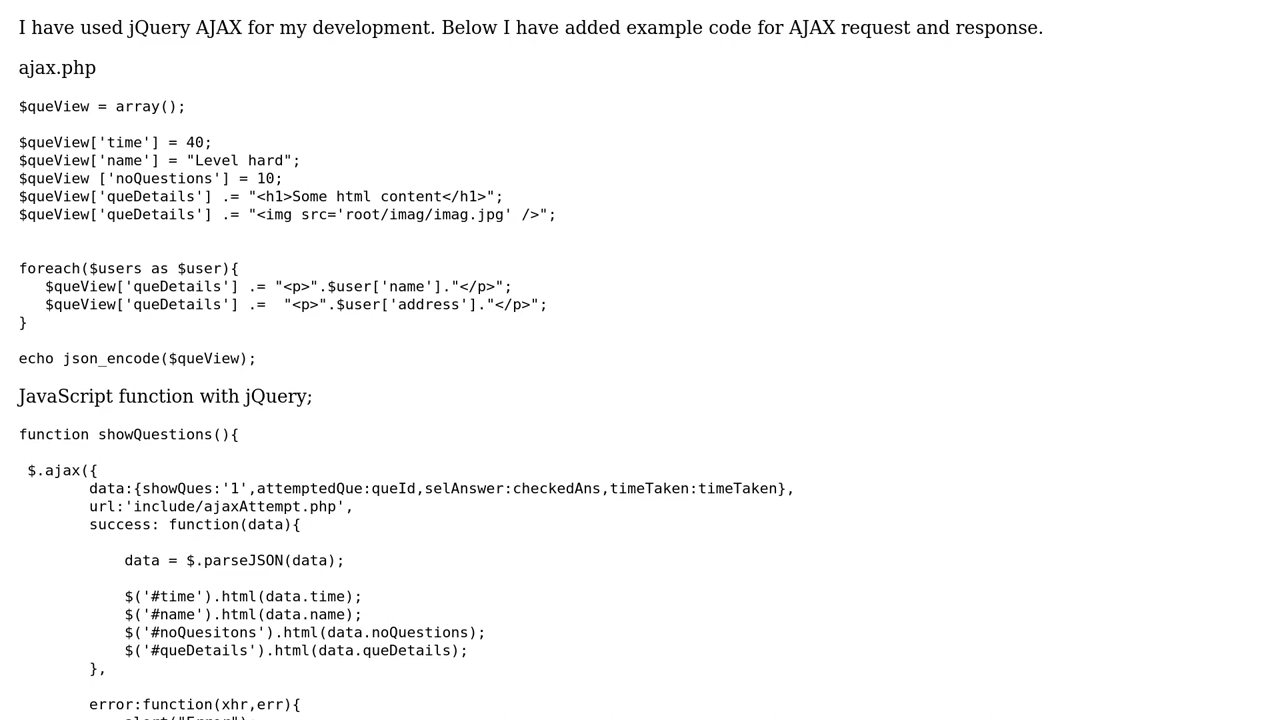 I have used jQuery AJAX for my development. Below I have added example code for AJAX request and response.
ajax.php
$queView = array();
$queView['time'] = 40;
$queView['name'] = "Level hard";
$queView ['noQuestions'] = 10;
$queView['queDetails'] .= "<h1>Some html content</h1>";
$queView['queDetails'] .= "<img src='root/imag/imag.jpg' />";
foreach($users as $user){
   $queView['queDetails'] .= "<p>".$user['name']."</p>";
   $queView['queDetails'] .=  "<p>".$user['address']."</p>";
}
echo json_encode($queView);
JavaScript function with jQuery;
function showQuestions(){
 $.ajax({
        data:{showQues:'1',attemptedQue:queId,selAnswer:checkedAns,timeTaken:timeTaken},
        url:'include/ajaxAttempt.php',
        success: function(data){
            data = $.parseJSON(data);
            $('#time').html(data.time);
            $('#name').html(data.name);
            $('#noQuesitons').html(data.noQuestions);
            $('#queDetails').html(data.queDetails);
        },
        error:function(xhr,err){
            alert("Error");